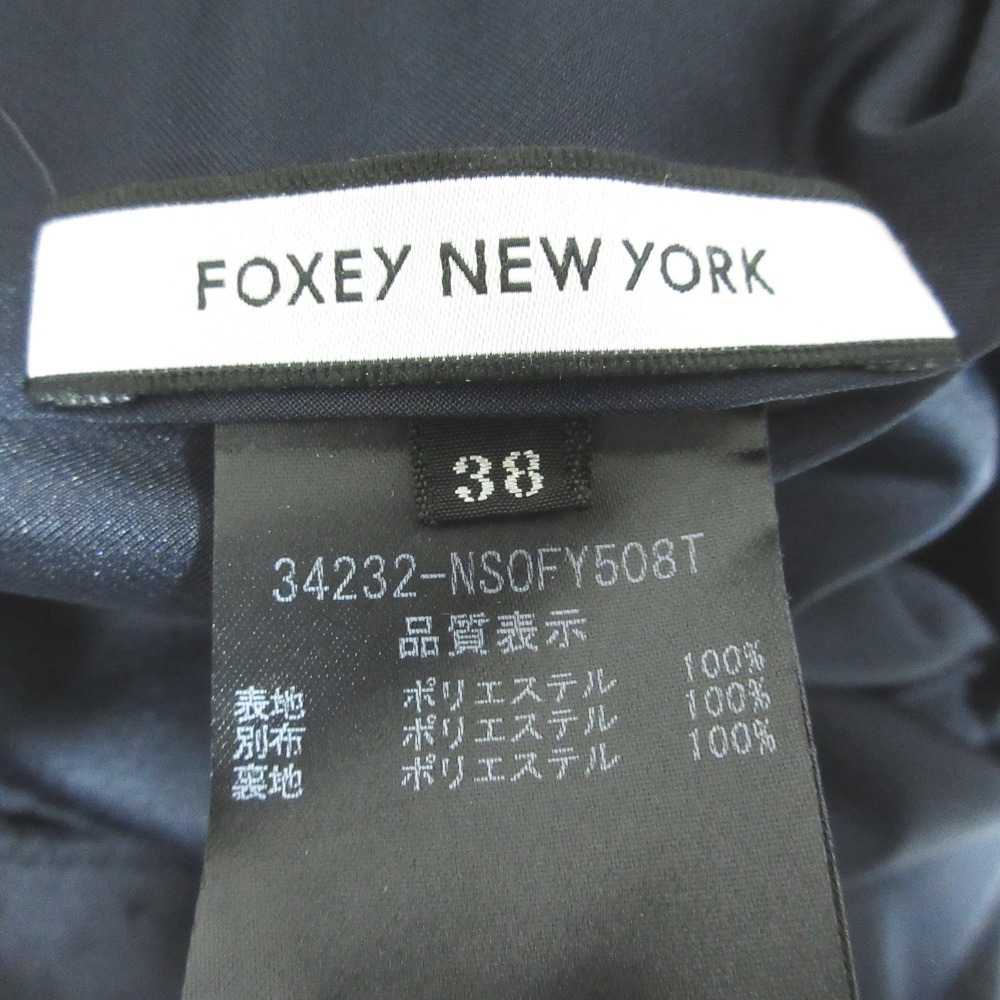 FOXEY NEW YORK
38
34232-NSOFY508T
品質表示
表地 ポリエステル 100%
別布 ポリエステル 100%
裏地 ポリエステル 100%